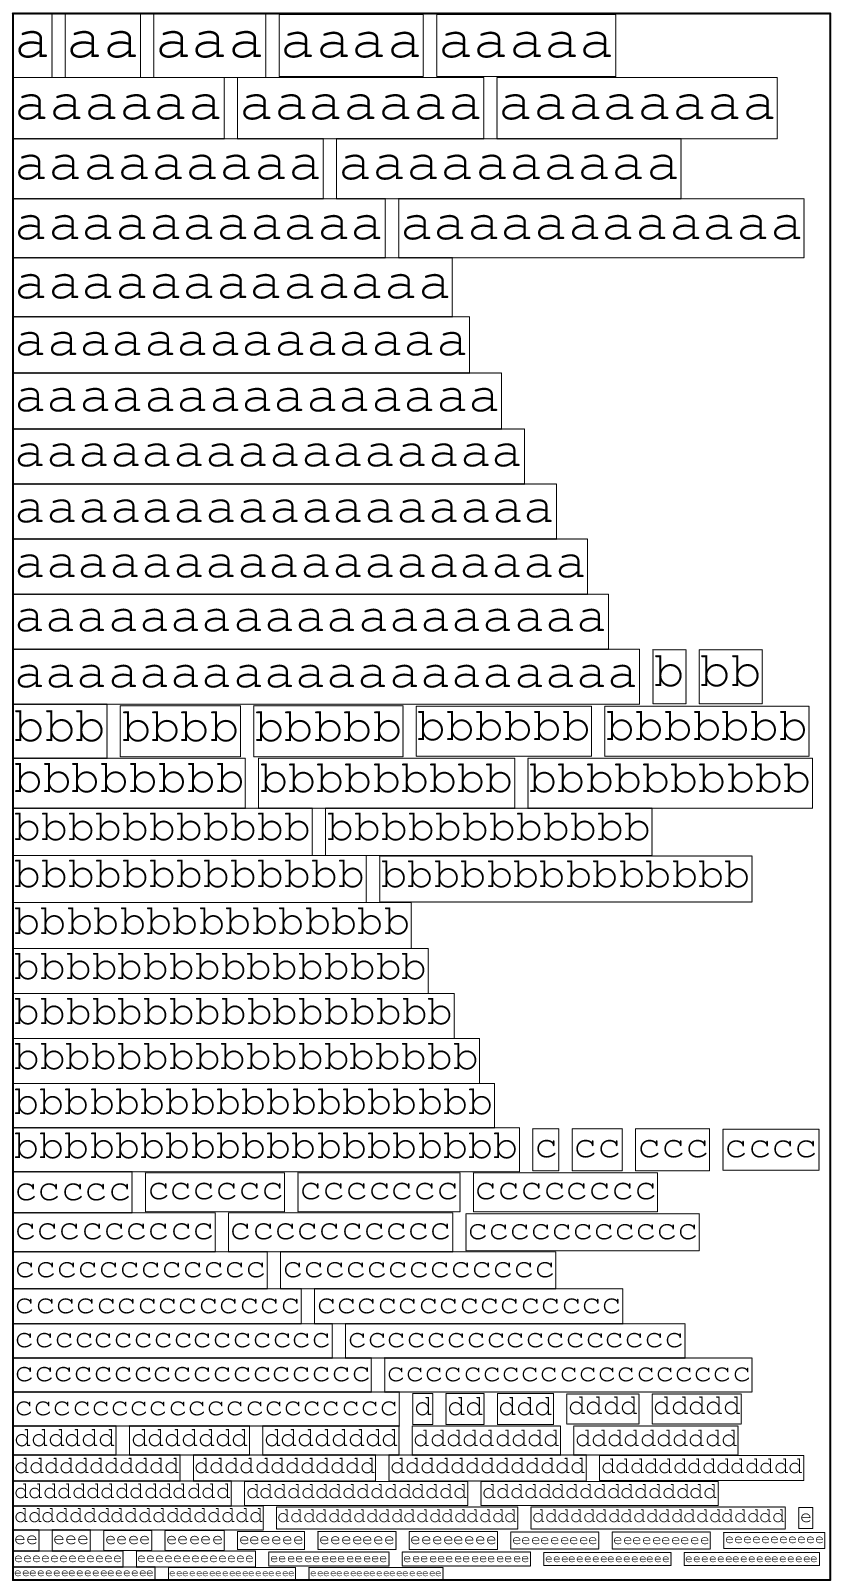 a aa aaa aaaa aaaaa
aaaaaa aaaaaaa aaaaaaaa
aaaaaaaaa aaaaaaaaaa
aaaaaaaaaaa aaaaaaaaaaaa
aaaaaaaaaaaaa
aaaaaaaaaaaaaa
aaaaaaaaaaaaaaa
aaaaaaaaaaaaaaaa
aaaaaaaaaaaaaaaaa
aaaaaaaaaaaaaaaaaa
aaaaaaaaaaaaaaaaaaa
aaaaaaaaaaaaaaaaaaaa b bb
bbb bbbb bbbbb bbbbbb bbbbbbb
bbbbbbbb bbbbbbbbb bbbbbbbbbb
bbbbbbbbbbb bbbbbbbbbbbb
bbbbbbbbbbbbb bbbbbbbbbbbbbb
bbbbbbbbbbbbbbb
bbbbbbbbbbbbbbbb
bbbbbbbbbbbbbbbbb
bbbbbbbbbbbbbbbbbb
bbbbbbbbbbbbbbbbbbb
bbbbbbbbbbbbbbbbbbbb c cc ccc cccc
ccccc cccccc ccccccc cccccccc
ccccccccc cccccccccc ccccccccccc
cccccccccccc ccccccccccccc
cccccccccccccc ccccccccccccccc
cccccccccccccccc ccccccccccccccccc
cccccccccccccccccc ccccccccccccccccccc
cccccccccccccccccccc d dd ddd dddd ddddd
dddddd ddddddd dddddddd ddddddddd dddddddddd
ddddddddddd dddddddddddd ddddddddddddd dddddddddddddd
ddddddddddddddd dddddddddddddddd ddddddddddddddddd
dddddddddddddddddd ddddddddddddddddddd dddddddddddddddddddd e
ee eee eeee eeeee eeeeee eeeeeee eeeeeeee eeeeeeeee eeeeeeeeee eeeeeeeeeee
eeeeeeeeeeee eeeeeeeeeeeee eeeeeeeeeeeeee eeeeeeeeeeeeeee eeeeeeeeeeeeeeee eeeeeeeeeeeeeeeee
eeeeeeeeeeeeeeeeee eeeeeeeeeeeeeeeeeee eeeeeeeeeeeeeeeeeeee